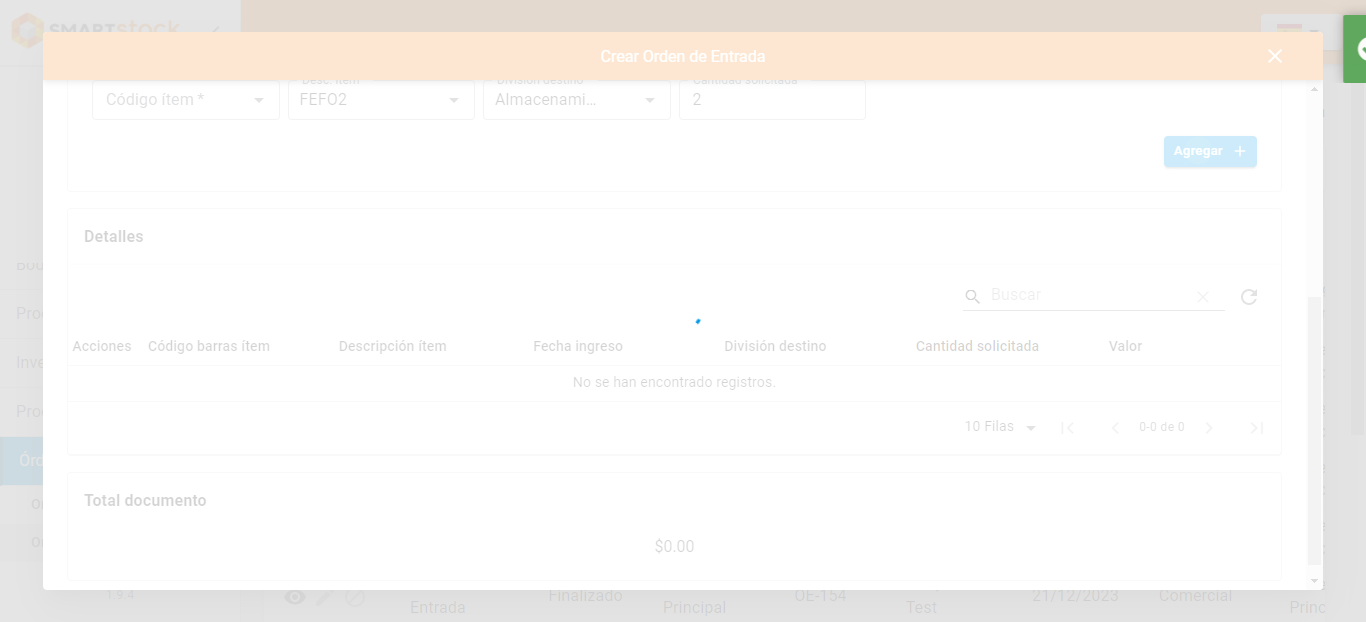 SMARTstock
Crear Orden de Entrada
Desc. ítem
División destino
Cantidad solicitada
Código ítem *
FEFO2
Almacenami...
2
Agregar +
Detalles
Buscar
Acciones Código barras ítem Descripción ítem Fecha ingreso División destino Cantidad solicitada Valor
No se han encontrado registros.
10 Filas
0-0 de 0
Total documento
$0.00
1.9.4
Entrada
Finalizado
Principal
OE-154
Test
21/12/2023
Comercial
Princ